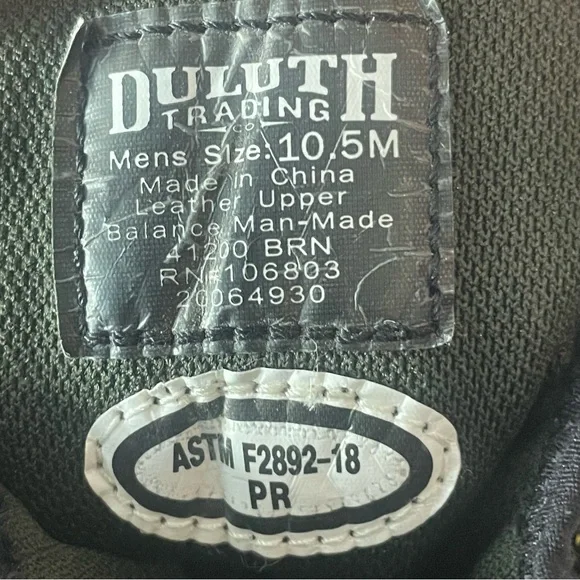 DULUTH
TRADING
CO
Mens Size: 10.5M
Made in China
Leather Upper
Balance Man-Made
41200 BRN
RN#106803
20064930
ASTM F2892-18
PR